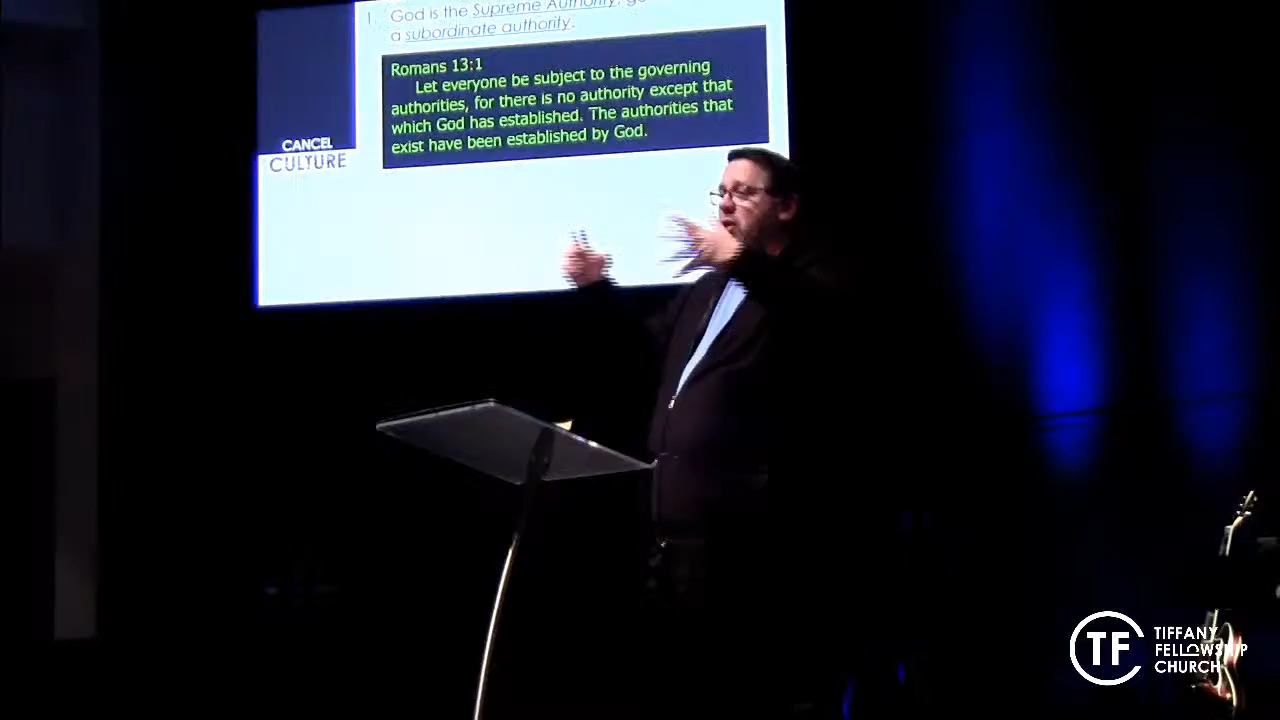 1. God is the Supreme Authority,
a subordinate authority.
Romans 13:1
Let everyone be subject to the governing
authorities, for there is no authority except that
which God has established. The authorities that
exist have been established by God.
CANCEL
CULTURE
TF
TIFFANY
FELLOWSHIP
CHURCH